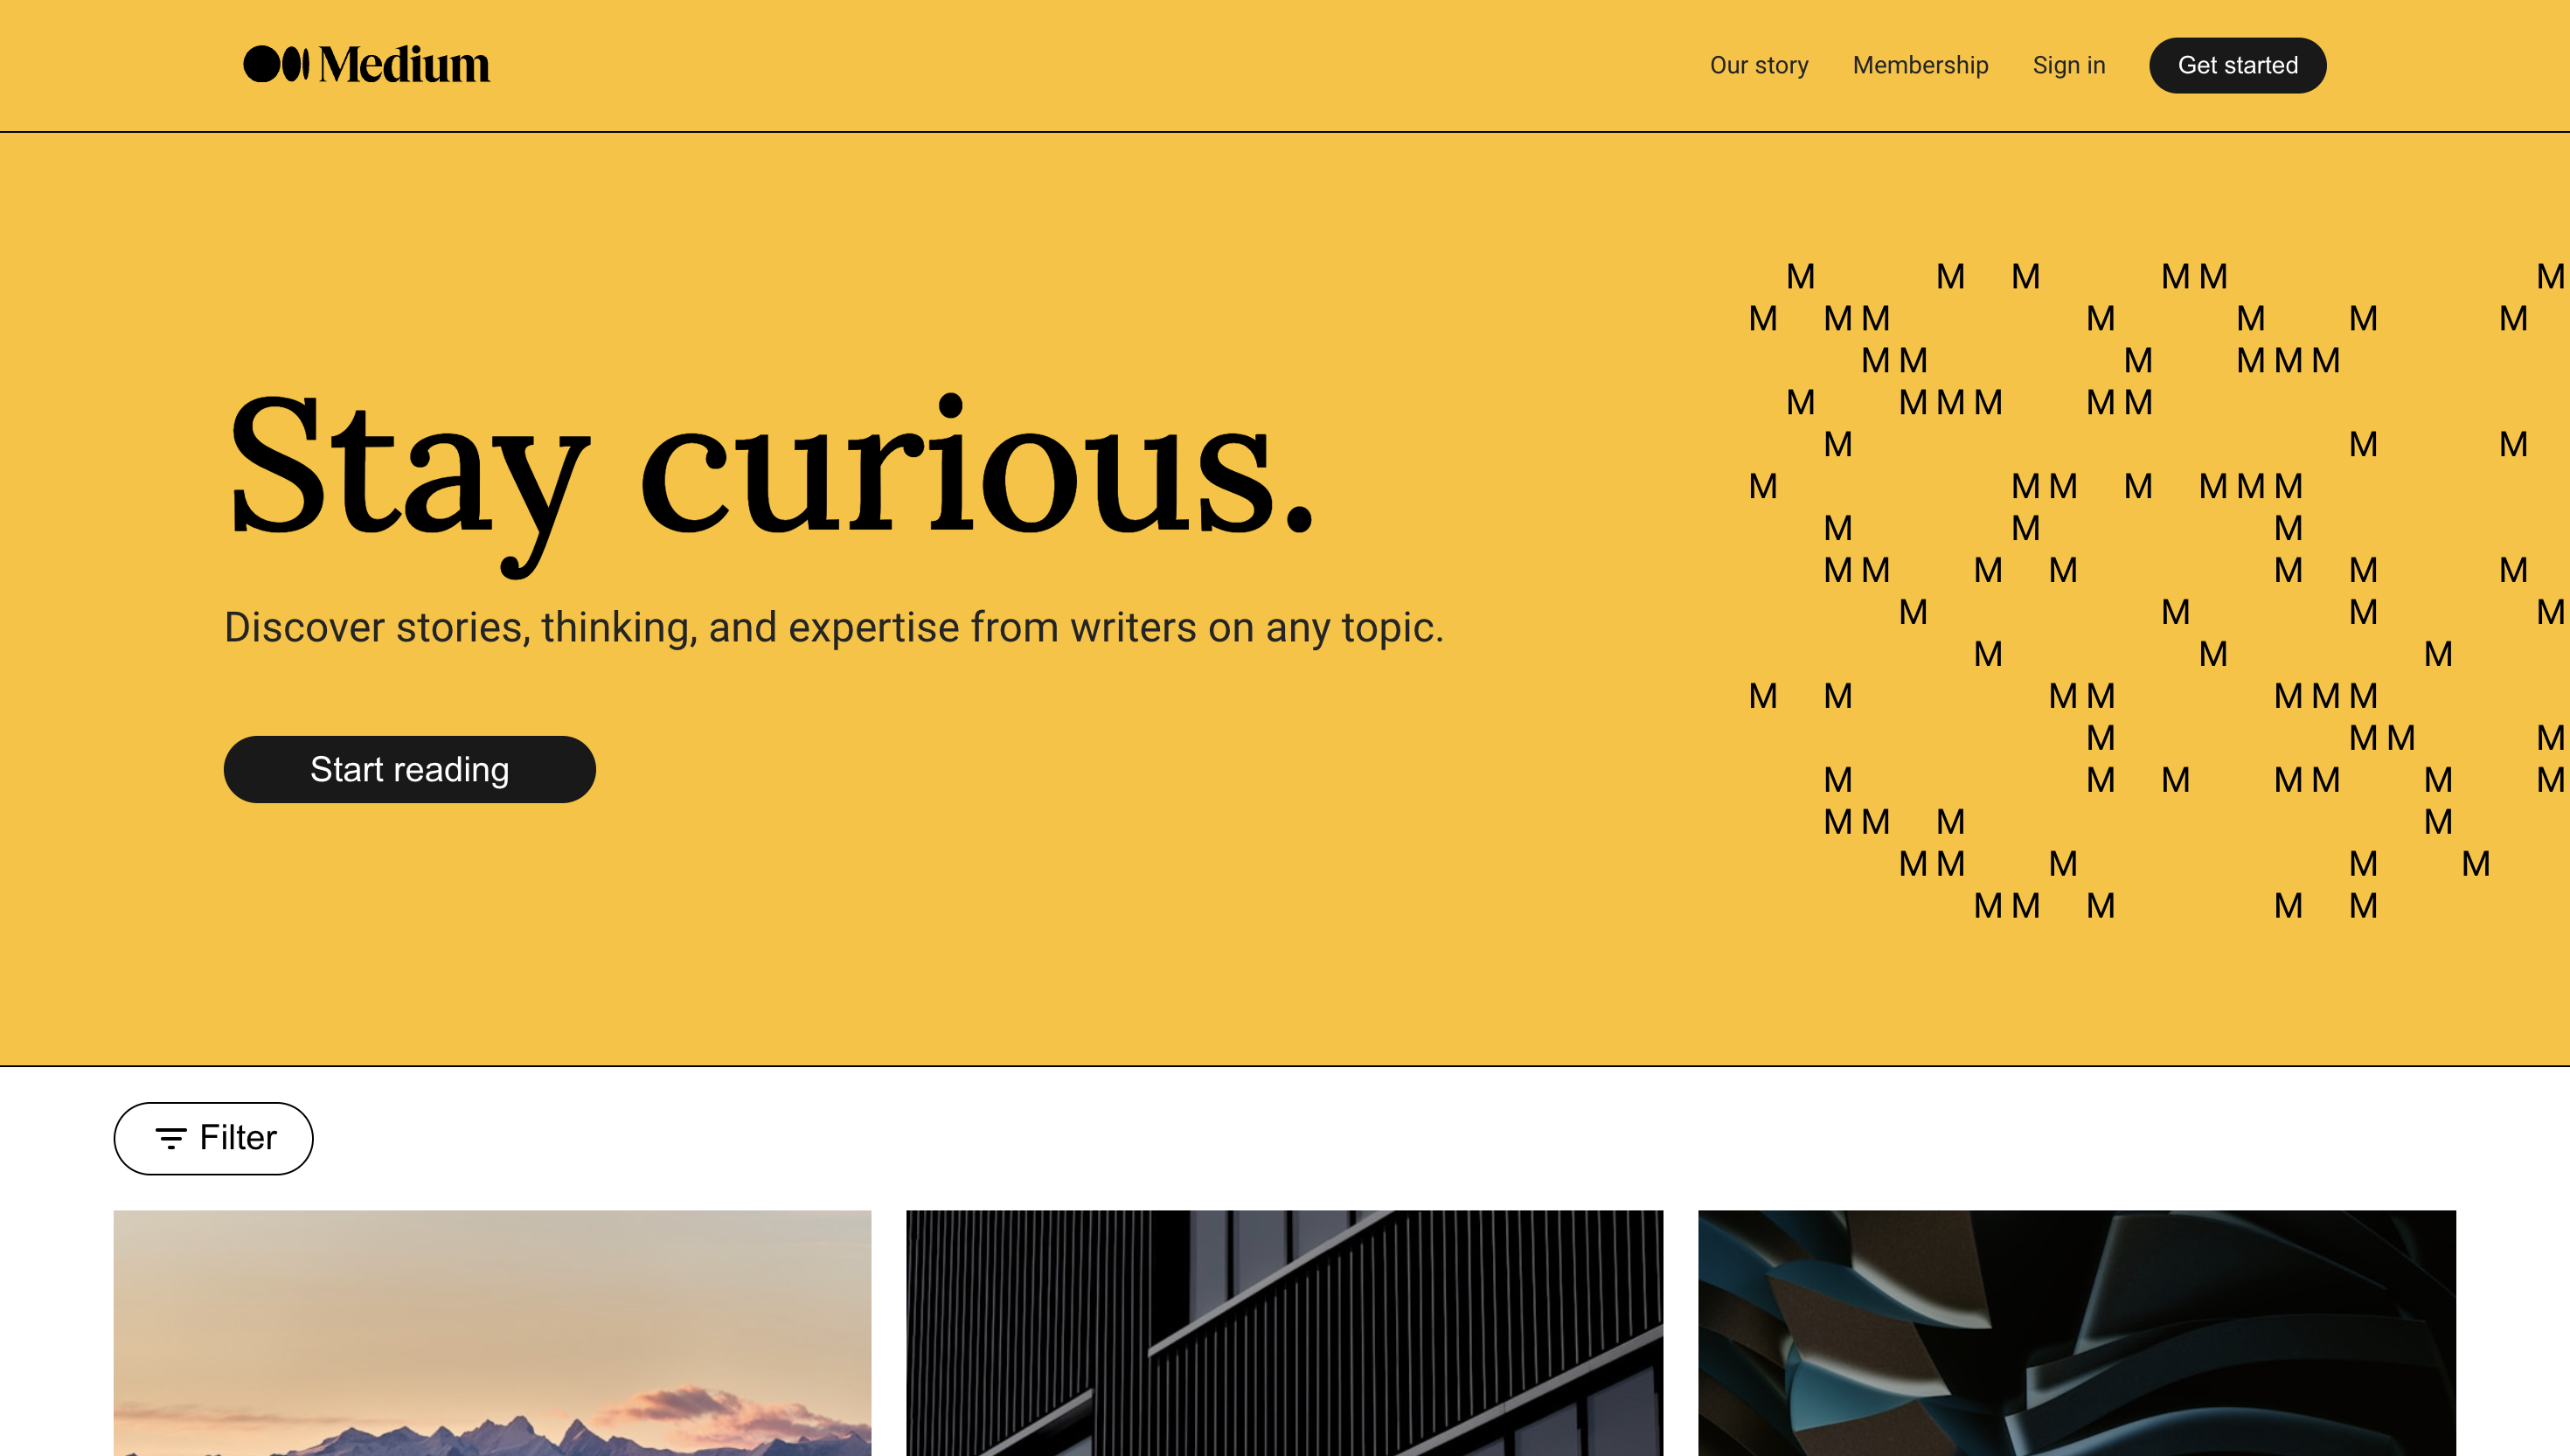 Medium
Our story Membership Sign in Get started
M M M M M M
M M M M M M M
M M M M M M
M M M M M M
M M M
M M M M M M M
M M M
M M M M M M M
M M M M
M M M
M M M M M M M
M M M M
M M M M M M M
M M M M
M M M M M
M M M M M
Stay curious.
Discover stories, thinking, and expertise from writers on any topic.
Start reading
Filter